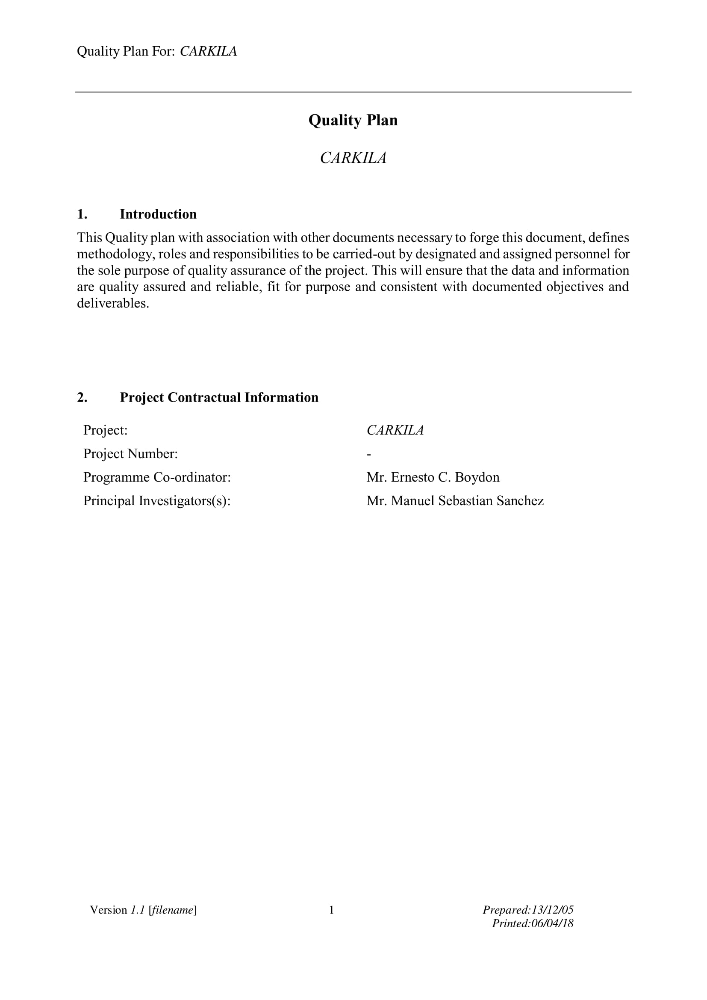 Quality Plan For: CARKILA
Quality Plan
CARKILA
1. Introduction
This Quality plan with association with other documents necessary to forge this document, defines
methodology, roles and responsibilities to be carried-out by designated and assigned personnel for
the sole purpose of quality assurance of the project. This will ensure that the data and information
are quality assured and reliable, fit for purpose and consistent with documented objectives and
deliverables.
2. Project Contractual Information
Project: CARKILA
Project Number: -
Programme Co-ordinator: Mr. Ernesto C. Boydon
Principal Investigators(s): Mr. Manuel Sebastian Sanchez
Version 1.1 [filename] 1 Prepared:13/12/05
Printed:06/04/18